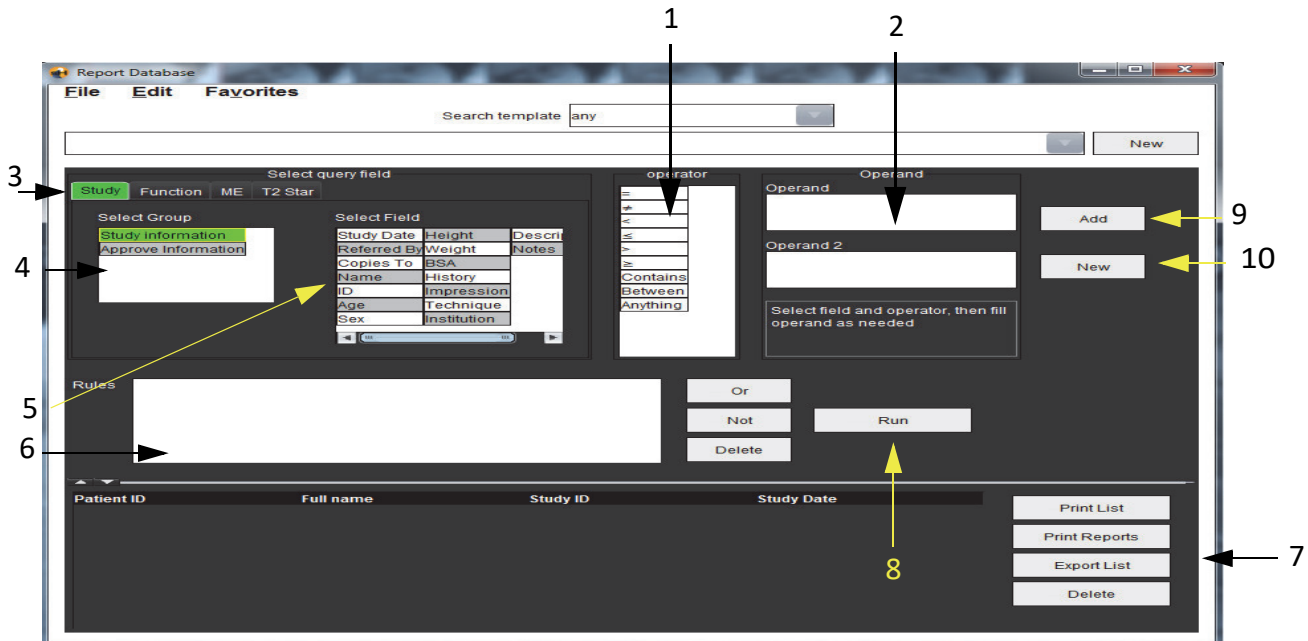 1
2
Report Database
File Edit Favorites
Search template any
New
3
Select query field
operator
Operand
Study Function ME T2 Star
Select Group
Study information
Approve Information
4
Select Field
Study Date Height Descri
Referred By Weight Notes
Copies To BSA
Name History
ID Impression
Age Technique
Sex Institution
5
=
≠
<
≤
>
≥
Contains
Between
Anything
Operand
Operand 2
Select field and operator, then fill
operand as needed
Add
9
New
10
Rules
6
Or
Not
Delete
Run
8
Patient ID Full name Study ID Study Date
Print List
Print Reports
Export List
Delete
7